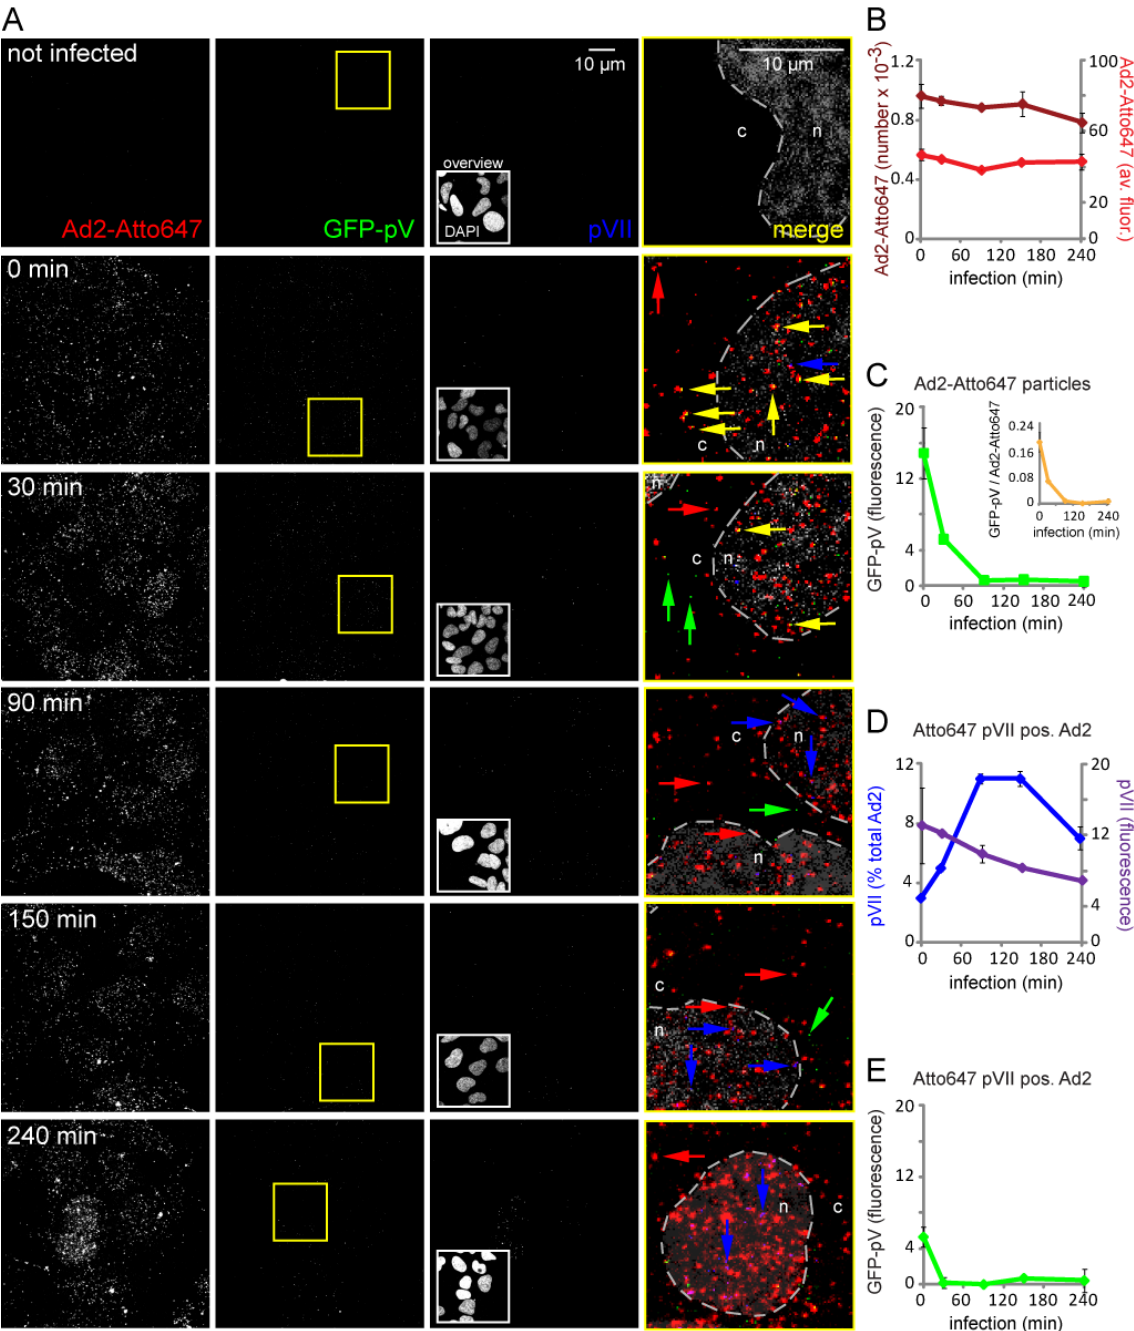 A
not infected
10 µm
10 µm
c
n
overview
DAPI
Ad2-Atto647
GFP-pV
pVII
merge
0 min
c
n
30 min
n
c
n
90 min
c
n
n
150 min
c
n
240 min
n
c
B
Ad2-Atto647 (number x 10-3)
1.2
0.8
0.4
0
100
60
40
20
0
Ad2-Atto647
(av. fluor.)
0
60
120
180
240
infection (min)
C
Ad2-Atto647 particles
GFP-pV (fluorescence)
20
12
4
0
GFP-pV / Ad2-Atto647
0.24
0.16
0.08
0
0
120
240
infection (min)
0
60
120
180
240
infection (min)
D
Atto647 pVII pos. Ad2
pVII (% total Ad2)
12
8
4
0
20
12
4
0
pVII
(fluorescence)
0
60
120
180
240
infection (min)
E
Atto647 pVII pos. Ad2
GFP-pV (fluorescence)
20
12
4
0
0
60
120
180
240
infection (min)